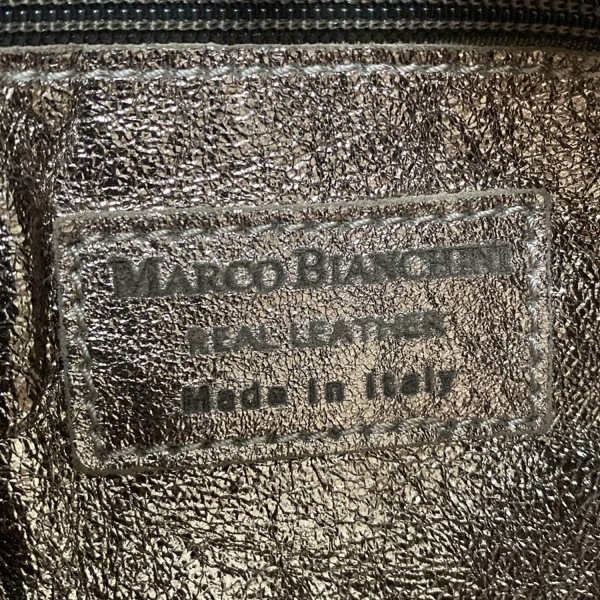 MARCO BIANCHINI
REAL LEATHER
Made in italy